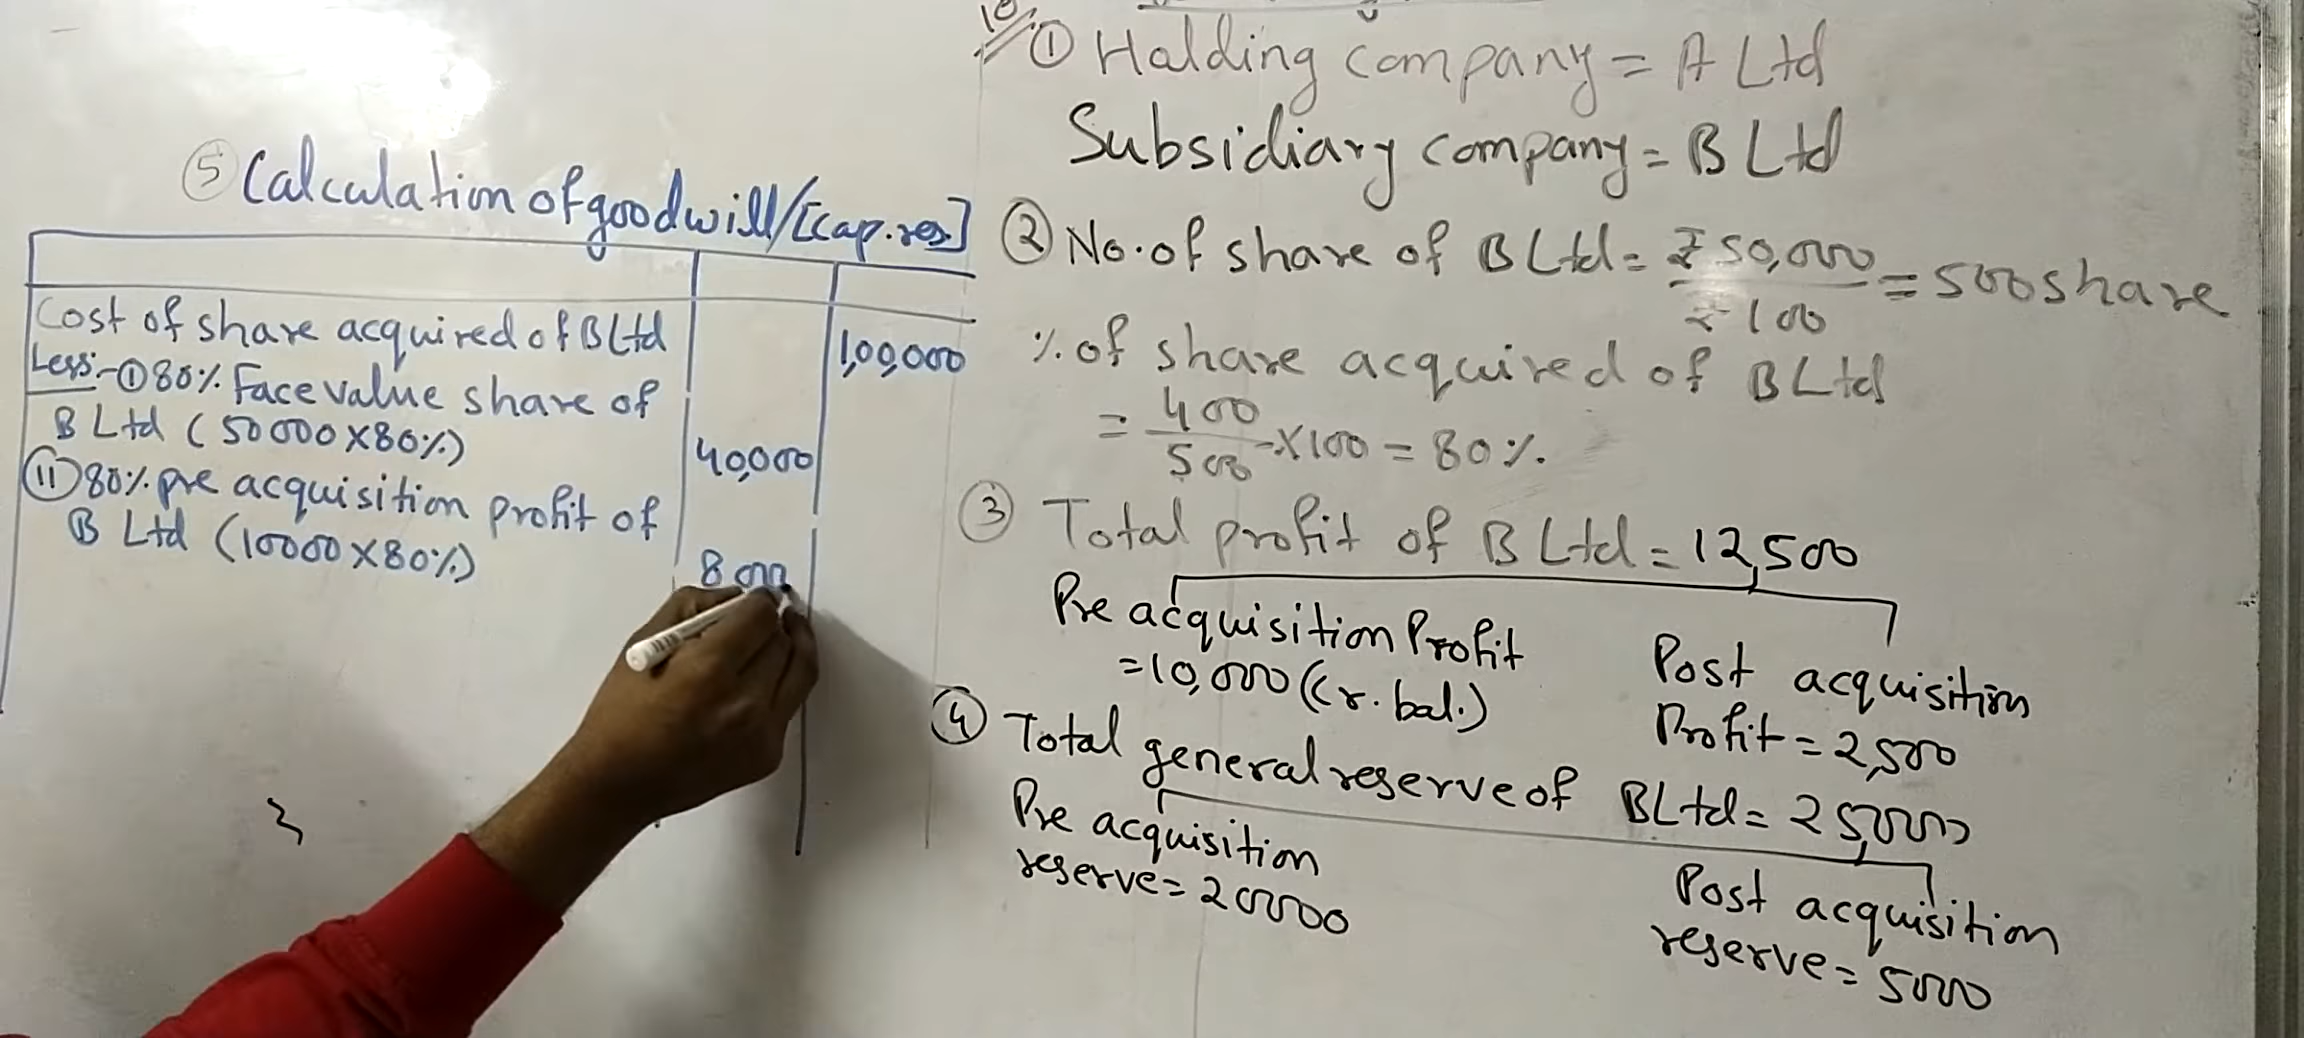 ⑤ Calculation of goodwill/[cap.res]
Cost of share acquired of B Ltd 1,00,000
Less:- ① 80% Face value share of
B Ltd (50000 X 80%) 40,000
⑪ 80% pre acquisition profit of
B Ltd (10000 X 80%) 8000
① Holding company = A Ltd
Subsidiary company = B Ltd
② No. of share of B Ltd = ₹50,000 / ₹100 = 500 share
% of share acquired of B Ltd
= 400 / 500 X 100 = 80%.
③ Total profit of B Ltd = 12,500
Pre acquisition Profit
= 10,000 (Cr. bal.)
Post acquisition
Profit = 2,500
④ Total general reserve of B Ltd = 25,000
Pre acquisition
reserve = 20000
Post acquisition
reserve = 5000